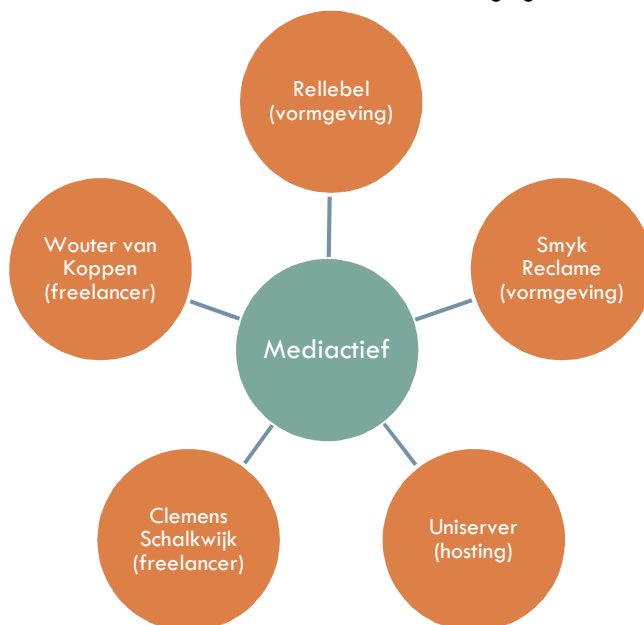 Rellebel
(vormgeving)
Wouter van
Koppen
(freelancer)
Smyk
Reclame
(vormgeving)
Mediactief
Clemens
Schalkwijk
(freelancer)
Uniserver
(hosting)